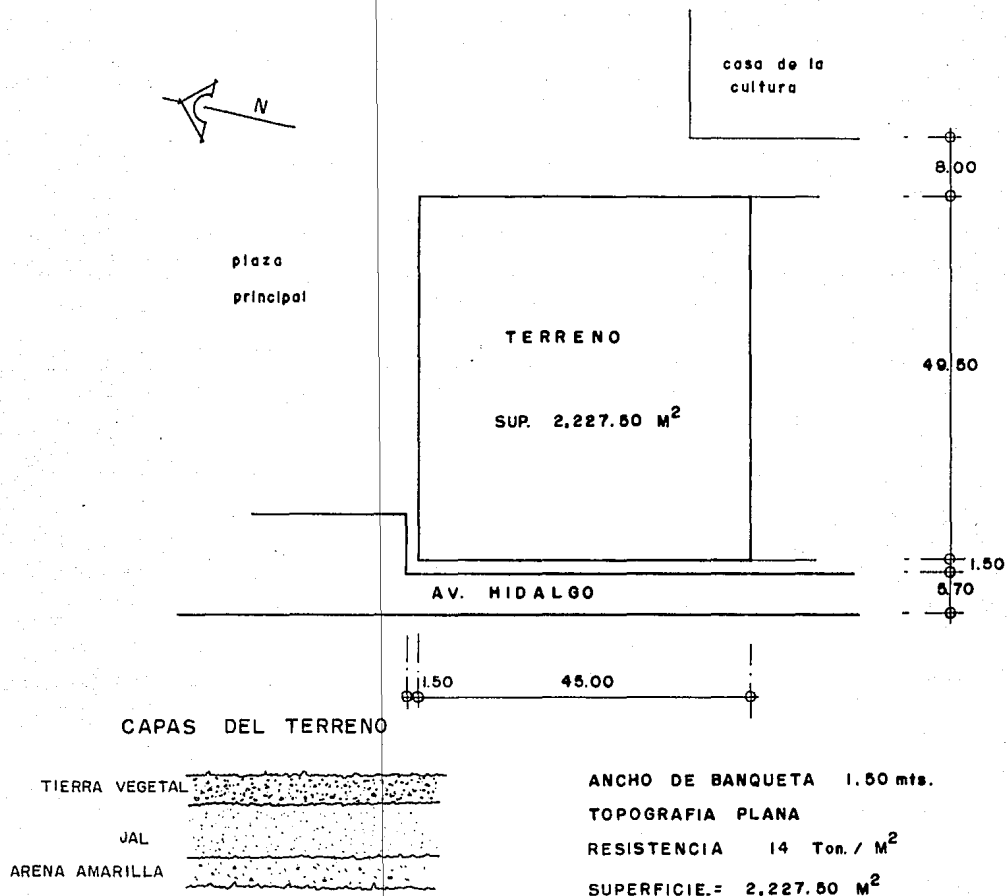 casa de la
cultura
N
8.00
plaza
principal
TERRENO
49.50
SUP. 2,227.50 M²
1.50
AV. HIDALGO
5.70
1.50
45.00
CAPAS DEL TERRENO
TIERRA VEGETAL
JAL
ARENA AMARILLA
ANCHO DE BANQUETA 1.50 mts.
TOPOGRAFIA PLANA
RESISTENCIA 14 Ton./M²
SUPERFICIE.= 2,227.50 M²